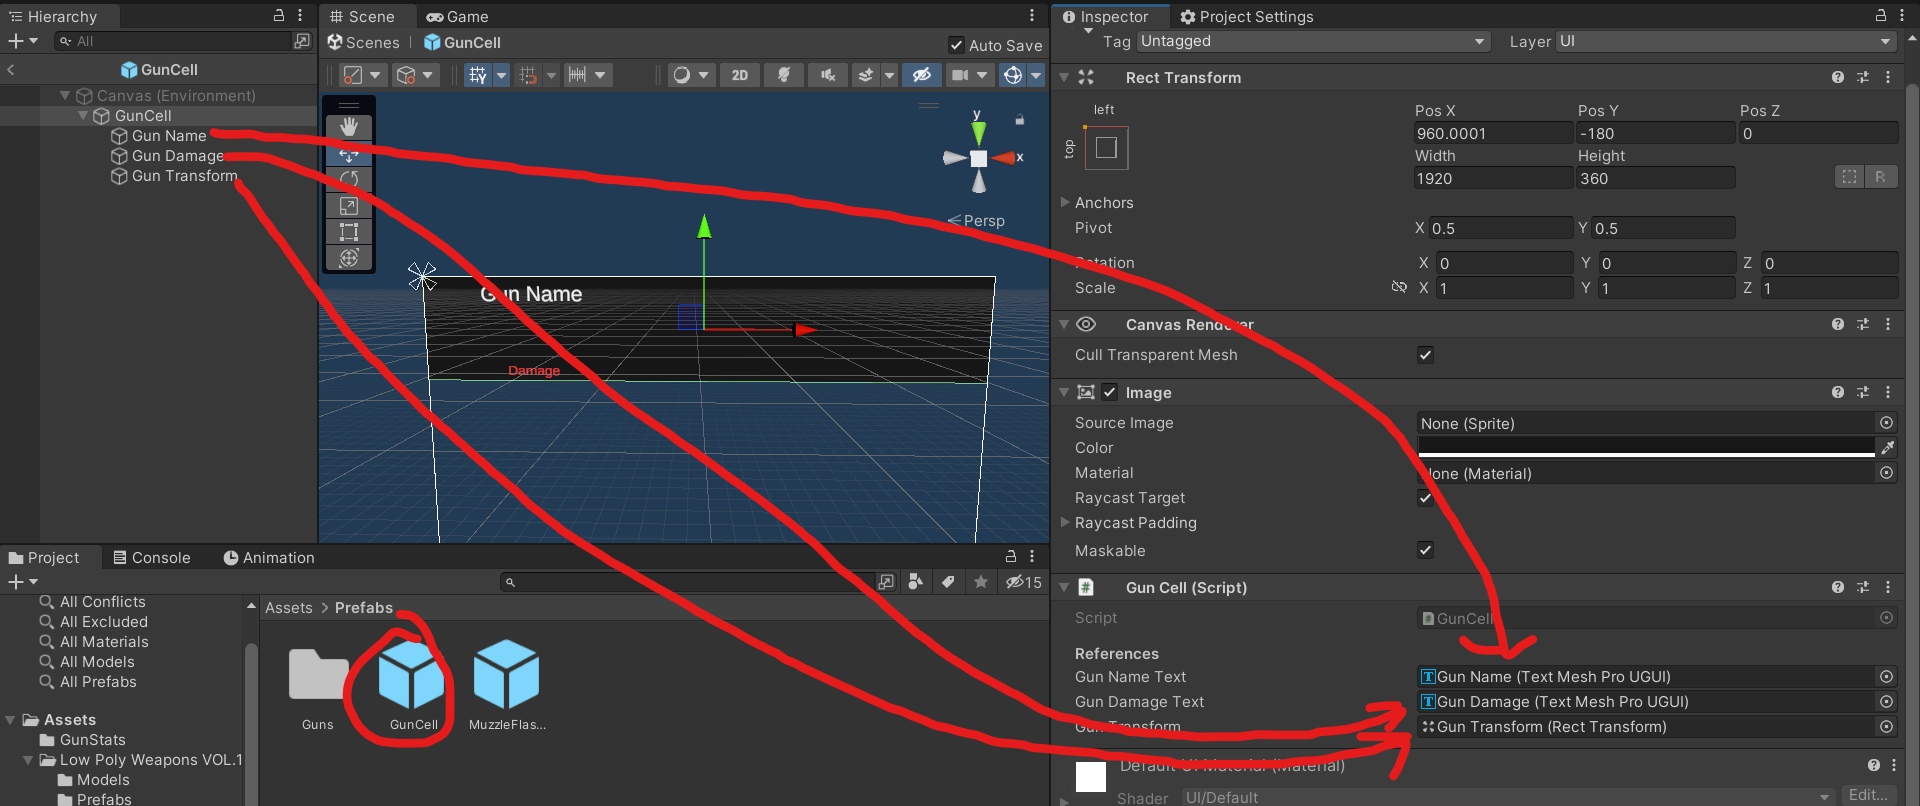 Hierarchy
All
GunCell
Canvas (Environment)
GunCell
Gun Name
Gun Damage
Gun Transform
Scene
Game
Scenes
GunCell
Auto Save
2D
y
x
Persp
Gun Name
Damage
Project
Console
Animation
15
All Conflicts
All Excluded
All Materials
All Models
All Prefabs
Assets
GunStats
Low Poly Weapons VOL.1
Models
Prefabs
Assets > Prefabs
Guns
GunCell
MuzzleFlas...
Inspector
Project Settings
Tag Untagged Layer UI
Rect Transform
left
top
Pos X Pos Y Pos Z
960.0001 -180 0
Width Height
1920 360
R
Anchors
Pivot X 0.5 Y 0.5
Rotation X 0 Y 0 Z 0
Scale X 1 Y 1 Z 1
Canvas Renderer
Cull Transparent Mesh
Image
Source Image None (Sprite)
Color
Material None (Material)
Raycast Target
Raycast Padding
Maskable
Gun Cell (Script)
Script GunCell
References
Gun Name Text Gun Name (Text Mesh Pro UGUI)
Gun Damage Text Gun Damage (Text Mesh Pro UGUI)
Gun Transform Gun Transform (Rect Transform)
Default UI Material (Material)
Shader UI/Default Edit...